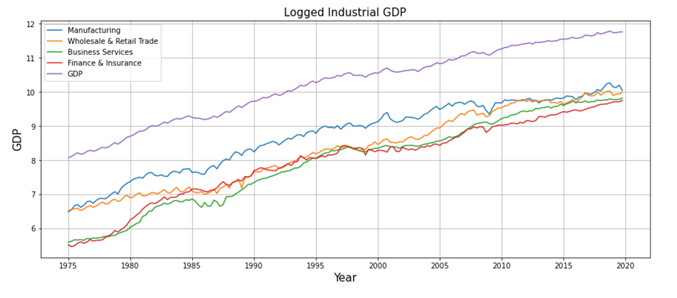 Logged Industrial GDP
Manufacturing
Wholesale & Retail Trade
Business Services
Finance & Insurance
GDP
GDP
12
11
10
9
8
7
6
1975 1980 1985 1990 1995 2000 2005 2010 2015 2020
Year